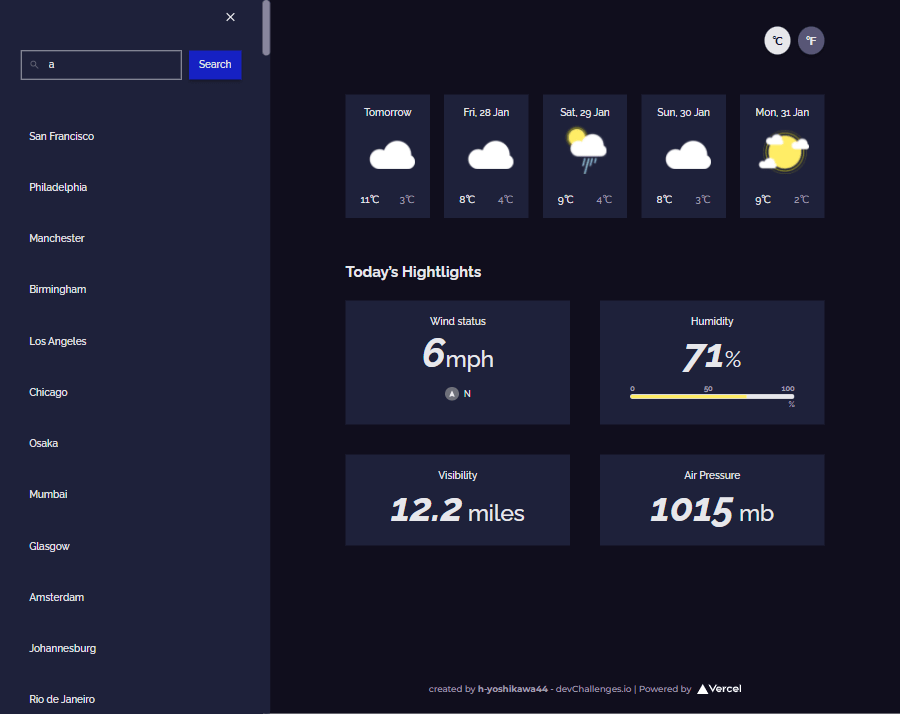 a
Search
San Francisco
Philadelphia
Manchester
Birmingham
Los Angeles
Chicago
Osaka
Mumbai
Glasgow
Amsterdam
Johannesburg
Rio de Janeiro
℃ ℉
Tomorrow
11℃ 3℃
Fri, 28 Jan
8℃ 4℃
Sat, 29 Jan
9℃ 4℃
Sun, 30 Jan
8℃ 3℃
Mon, 31 Jan
9℃ 2℃
Today's Hightlights
Wind status
6mph
N
Humidity
71%
0 50 100
%
Visibility
12.2 miles
Air Pressure
1015 mb
created by h-yoshikawa44 - devChallenges.io | Powered by Vercel